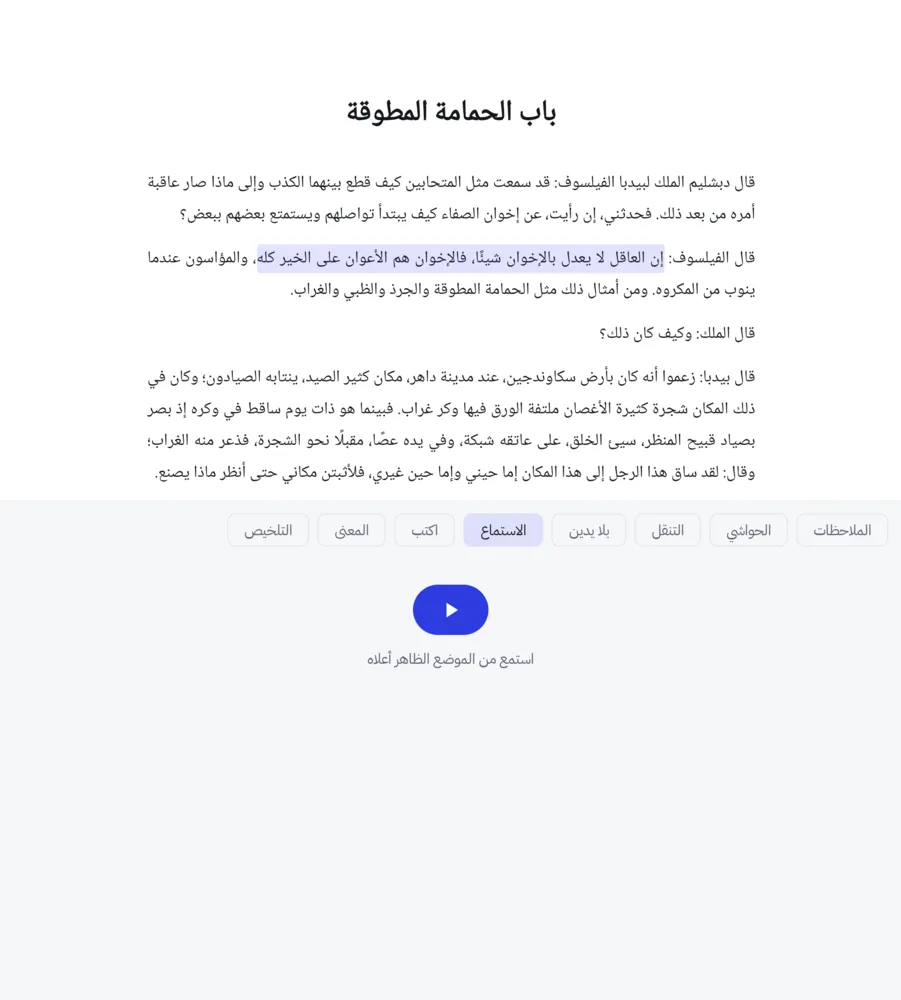 باب الحمامة المطوقة
قال دبشليم الملك لبيدبا الفيلسوف: قد سمعت مثل المتحابين كيف قطع بينهما الكذب وإلى ماذا صار عاقبة
أمره من بعد ذلك. فحدثني، إن رأيت، عن إخوان الصفاء كيف يبتدأ تواصلهم ويستمتع بعضهم ببعض؟
قال الفيلسوف: إن العاقل لا يعدل بالإخوان شيئًا، فالإخوان هم الأعوان على الخير كله، والمؤاسون عندما
ينوب من المكروه. ومن أمثال ذلك مثل الحمامة المطوقة والجرذ والظبي والغراب.
قال الملك: وكيف كان ذلك؟
قال بيدبا: زعموا أنه كان بأرض سكاوندجين، عند مدينة داهر، مكان كثير الصيد، ينتابه الصيادون؛ وكان في
ذلك المكان شجرة كثيرة الأغصان ملتفة الورق فيها وكر غراب. فبينما هو ذات يوم ساقط في وكره إذ بصر
بصياد قبيح المنظر، سيئ الخلق، على عاتقه شبكة، وفي يده عصًا، مقبلًا نحو الشجرة، فذعر منه الغراب؛
وقال: لقد ساق هذا الرجل إلى هذا المكان إما حيني وإما حين غيري، فلأثبتن مكاني حتى أنظر ماذا يصنع.
الملاحظات الحواشي التنقل بلا يدين الاستماع اكتب المعنى التلخيص
استمع من الموضع الظاهر أعلاه